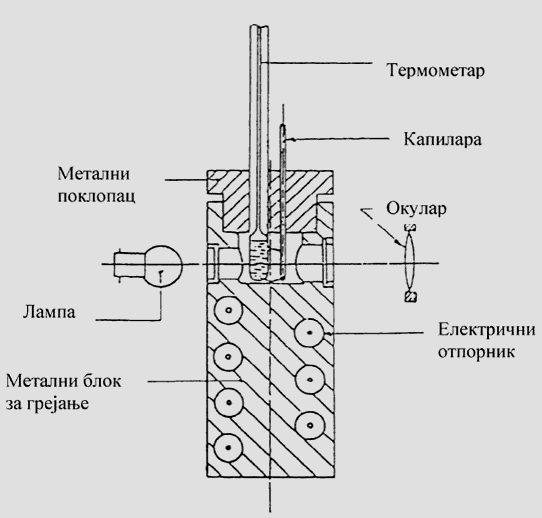 Термометар
Капилара
Метални
поклопац
Окулар
Лампа
Електрични
отпорник
Метални блок
за грејање